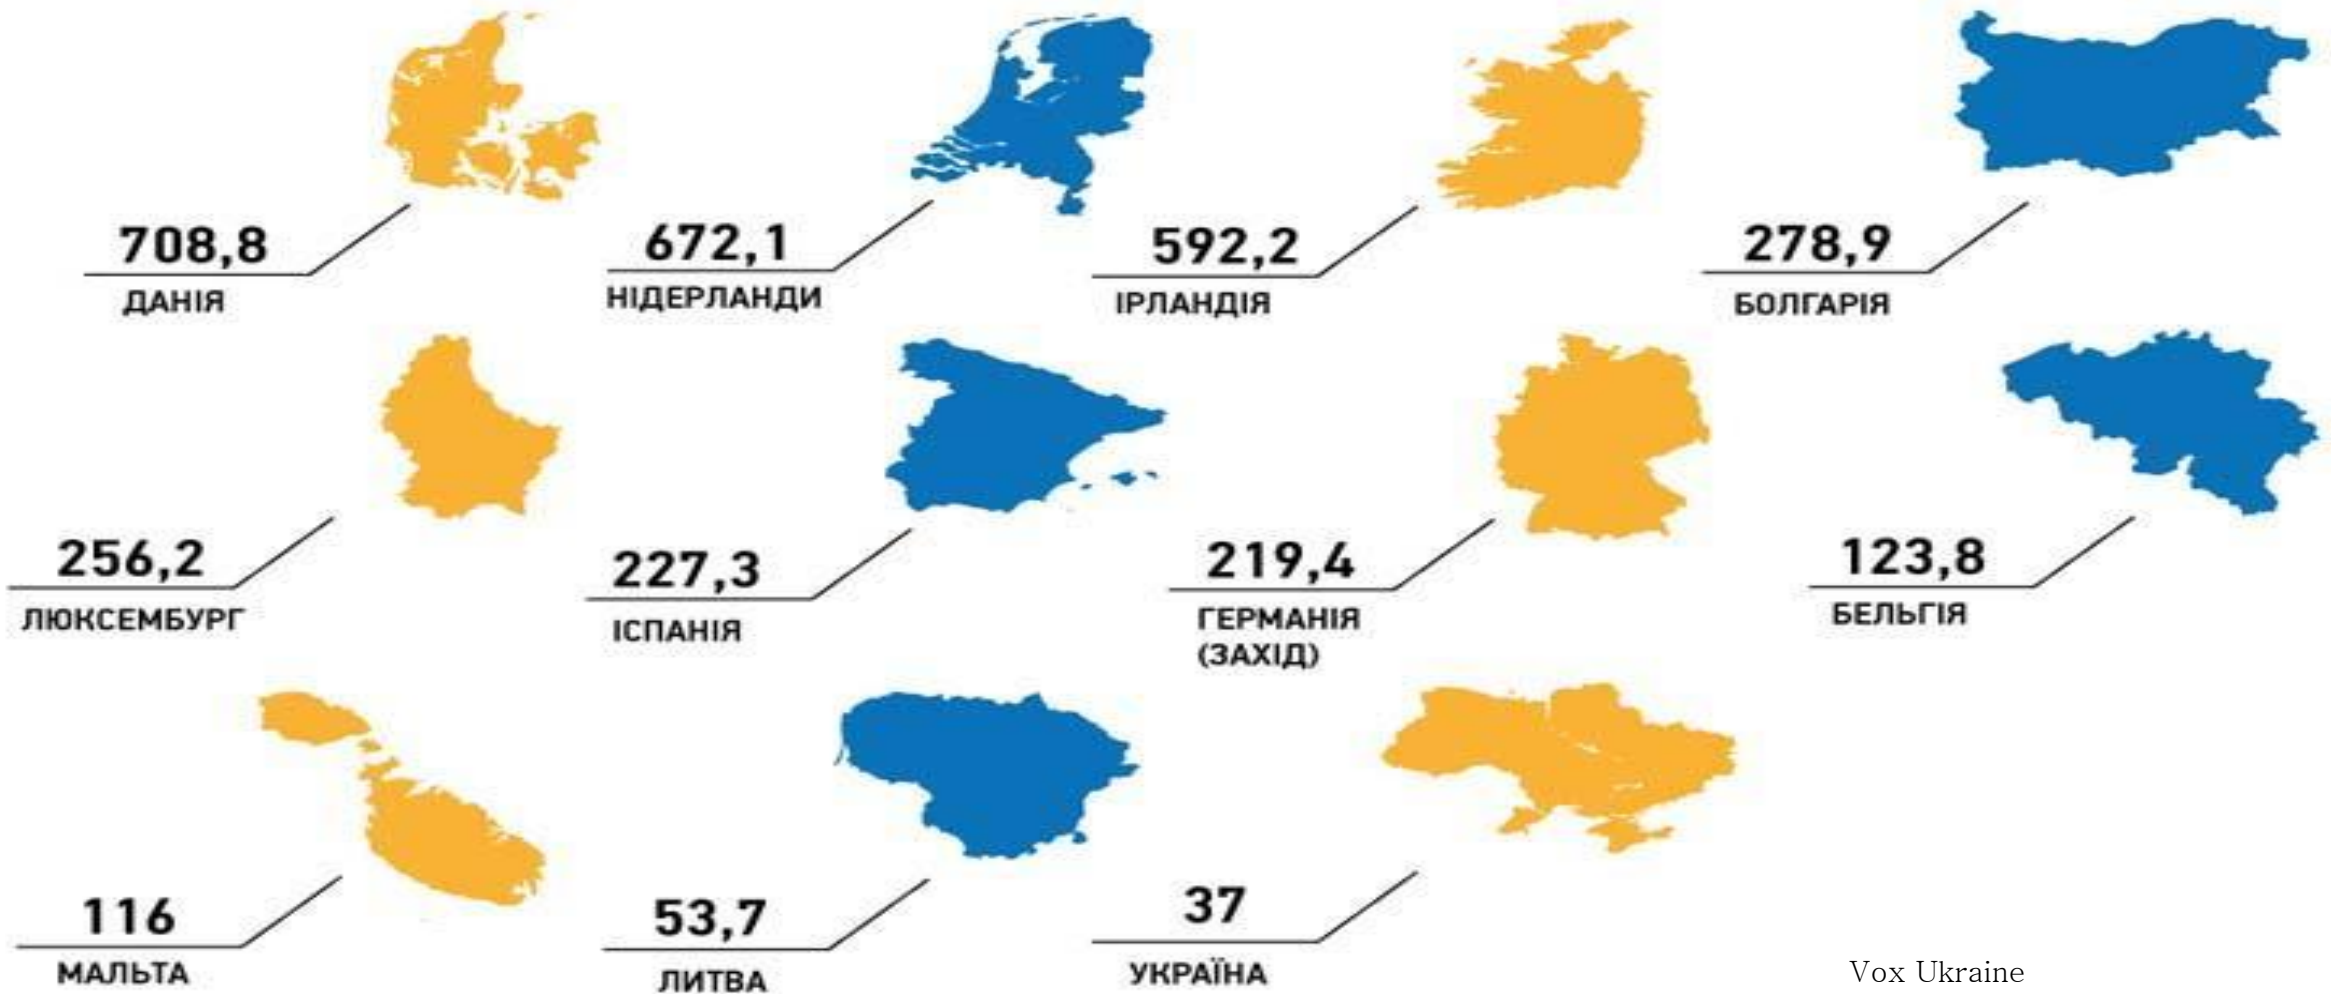 708,8
ДАНІЯ
672,1
НІДЕРЛАНДИ
592,2
ІРЛАНДІЯ
278,9
БОЛГАРІЯ
256,2
ЛЮКСЕМБУРГ
227,3
ІСПАНІЯ
219,4
ГЕРМАНІЯ
(ЗАХІД)
123,8
БЕЛЬГІЯ
116
МАЛЬТА
53,7
ЛИТВА
37
УКРАЇНА
Vox Ukraine